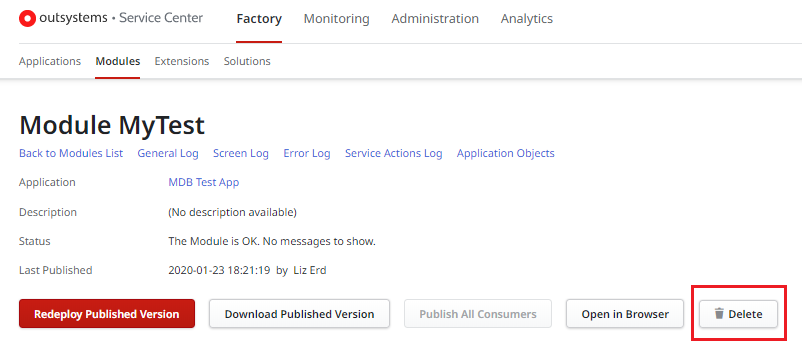 outsystems • Service Center Factory Monitoring Administration Analytics
Applications Modules Extensions Solutions
Module MyTest
Back to Modules List General Log Screen Log Error Log Service Actions Log Application Objects
Application MDB Test App
Description (No description available)
Status The Module is OK. No messages to show.
Last Published 2020-01-23 18:21:19 by Liz Erd
Redeploy Published Version Download Published Version Publish All Consumers Open in Browser Delete